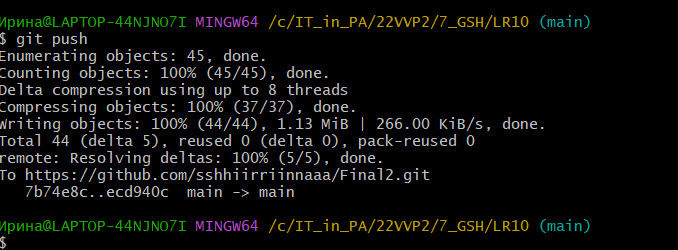 Ирина@LAPTOP-44NJNO7I MINGW64 /c/IT_in_PA/22VVP2/7_GSH/LR10 (main)
$ git push
Enumerating objects: 45, done.
Counting objects: 100% (45/45), done.
Delta compression using up to 8 threads
Compressing objects: 100% (37/37), done.
Writing objects: 100% (44/44), 1.13 MiB | 266.00 KiB/s, done.
Total 44 (delta 5), reused 0 (delta 0), pack-reused 0
remote: Resolving deltas: 100% (5/5), done.
To https://github.com/sshhiirriinnaaa/Final2.git
   7b74e8c..ecd940c  main -> main
Ирина@LAPTOP-44NJNO7I MINGW64 /c/IT_in_PA/22VVP2/7_GSH/LR10 (main)
$